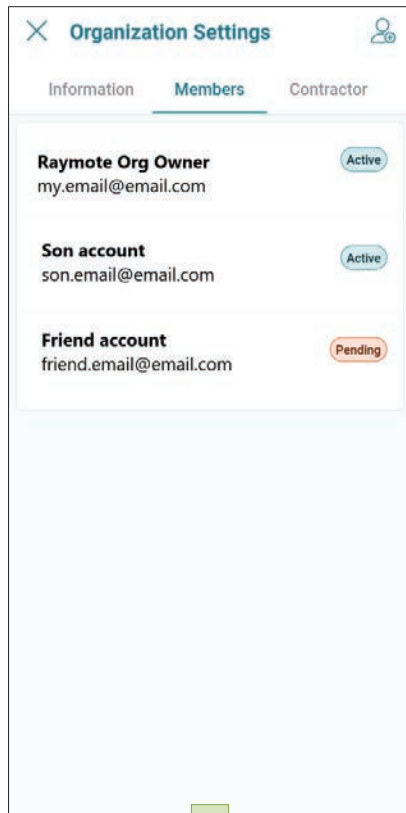 Organization Settings
Information Members Contractor
Raymote Org Owner Active
my.email@email.com
Son account Active
son.email@email.com
Friend account Pending
friend.email@email.com